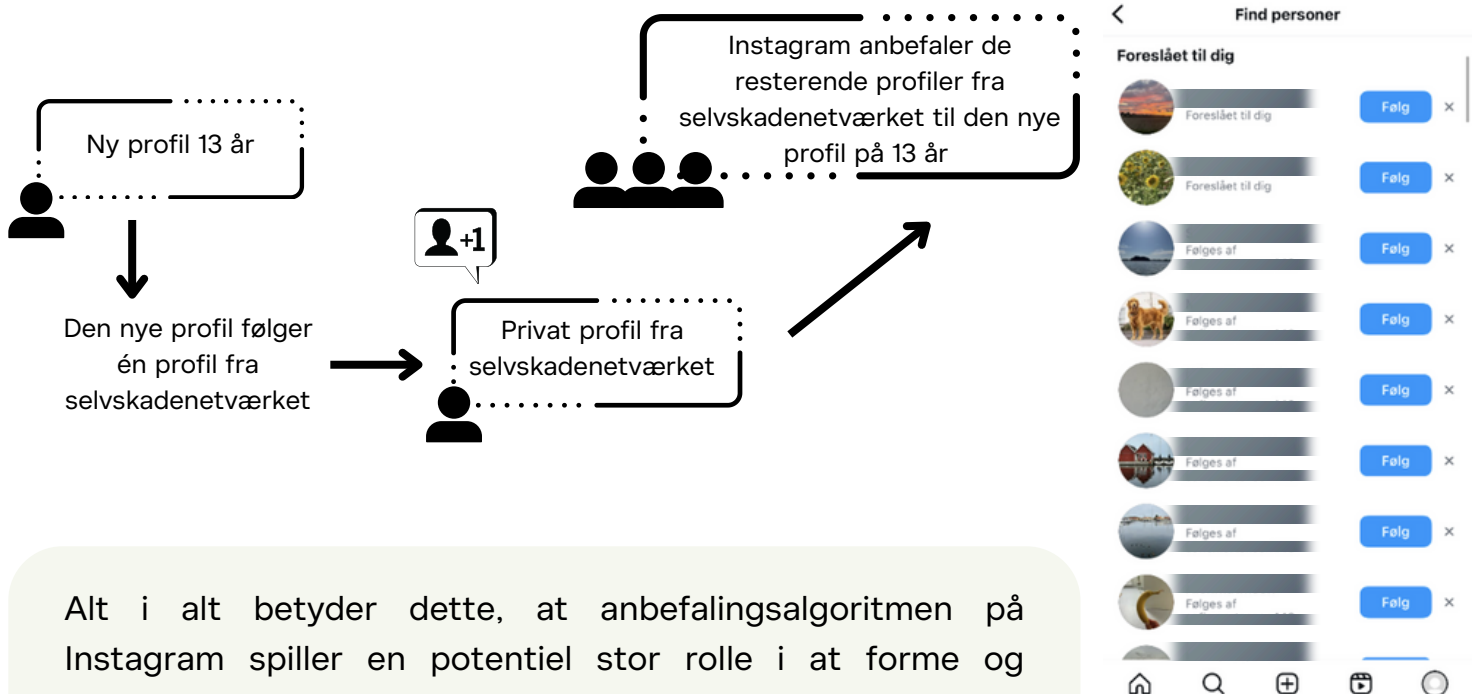 Ny profil 13 år
Den nye profil følger
én profil fra
selvskadenetværket
+1
Privat profil fra
selvskadenetværket
Instagram anbefaler de
resterende profiler fra
selvskadenetværket til den nye
profil på 13 år
Find personer
Foreslået til dig
Foreslået til dig
Følg
Foreslået til dig
Følg
Følges af
Følg
Følges af
Følg
Følges af
Følg
Følges af
Følg
Følges af
Følg
Følges af
Følg
Alt i alt betyder dette, at anbefalingsalgoritmen på
Instagram spiller en potentiel stor rolle i at forme og